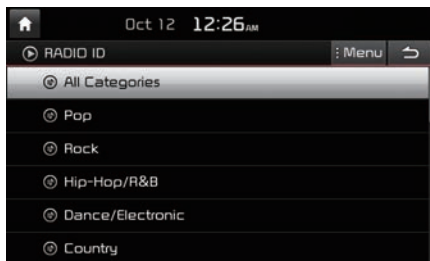 Oct 12 12:26AM
RADIO ID
Menu
All Categories
Pop
Rock
Hip-Hop/R&B
Dance/Electronic
Country